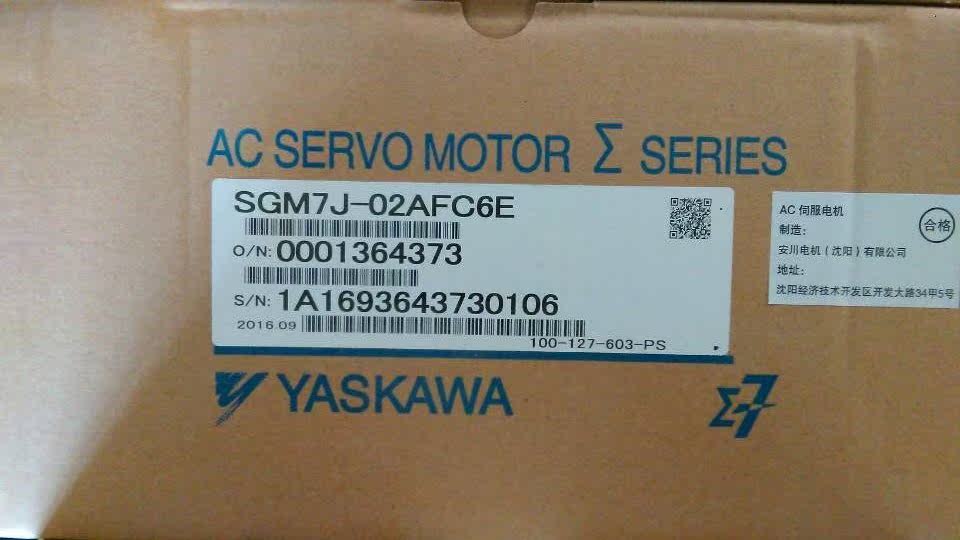 AC SERVO MOTOR Σ SERIES
SGM7J-02AFC6E
O/N: 0001364373
S/N: 1A1693643730106
2016.09
100-127-603-PS
AC 伺服电机
合格
制造:
安川电机（沈阳）有限公司
地址:
沈阳经济技术开发区开发大路34甲5号
YASKAWA
Σ-7